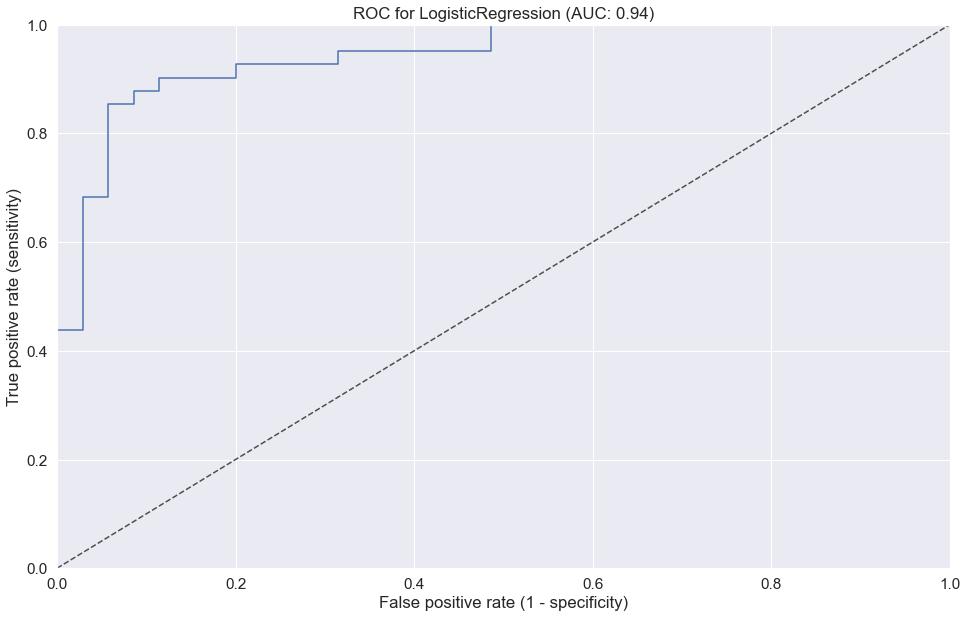 ROC for LogisticRegression (AUC: 0.94)
1.0
0.8
0.6
0.4
0.2
0.0
True positive rate (sensitivity)
0.0 0.2 0.4 0.6 0.8 1.0
False positive rate (1 - specificity)